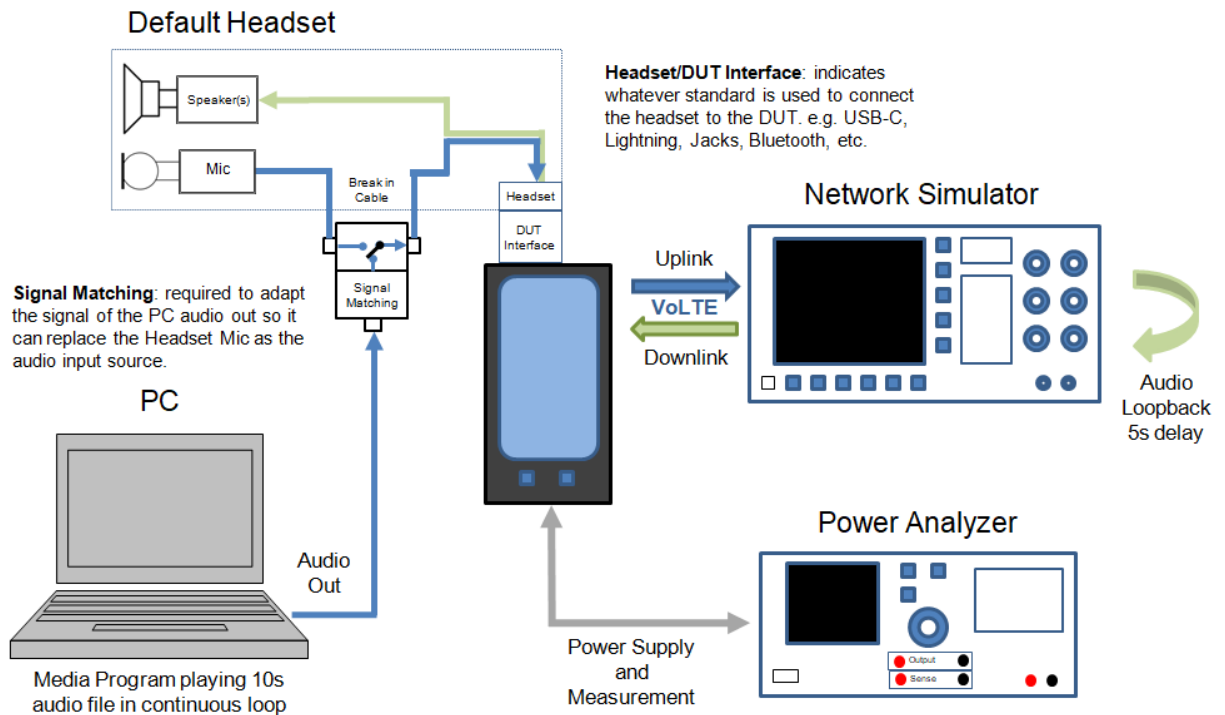 Default Headset
Speaker(s)
Mic
Break in
Cable
Headset
DUT
Interface
Signal
Matching
Headset/DUT Interface: indicates
whatever standard is used to connect
the headset to the DUT. e.g. USB-C,
Lightning, Jacks, Bluetooth, etc.
Network Simulator
Uplink
VoLTE
Downlink
Audio
Loopback
5s delay
Signal Matching: required to adapt
the signal of the PC audio out so it
can replace the Headset Mic as the
audio input source.
PC
Audio
Out
Media Program playing 10s
audio file in continuous loop
Power Analyzer
Output
Sense
Power Supply
and
Measurement